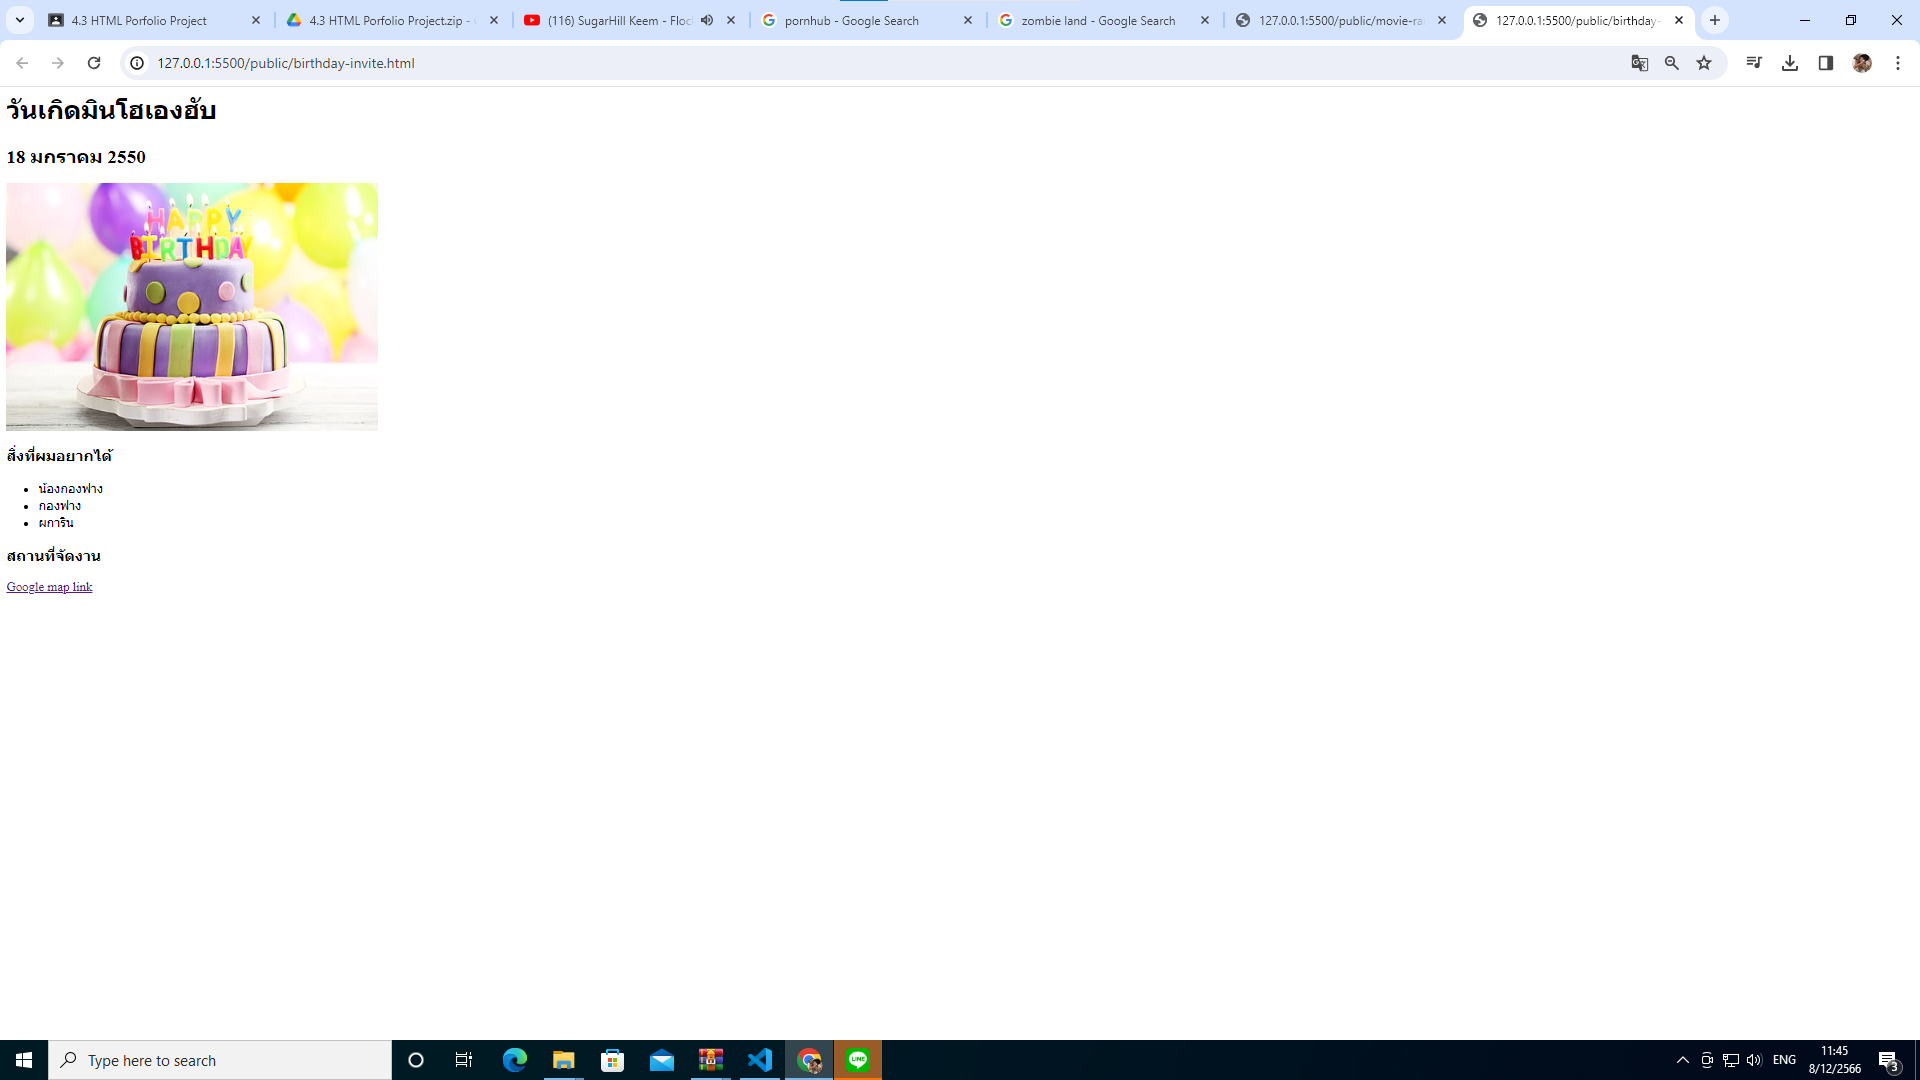 4.3 HTML Porfolio Project
4.3 HTML Porfolio Project.zip -
(116) SugarHill Keem - Floc
pornhub - Google Search
zombie land - Google Search
127.0.0.1:5500/public/movie-ra
127.0.0.1:5500/public/birthday-
127.0.0.1:5500/public/birthday-invite.html
วันเกิดมินโฮเองฮับ
18 มกราคม 2550
HAPPY
BIRTHDAY
สิ่งที่ผมอยากได้
น้องกองฟาง
กองฟาง
ผการิน
สถานที่จัดงาน
Google map link
Type here to search
LINE
ENG
11:45
8/12/2566
3